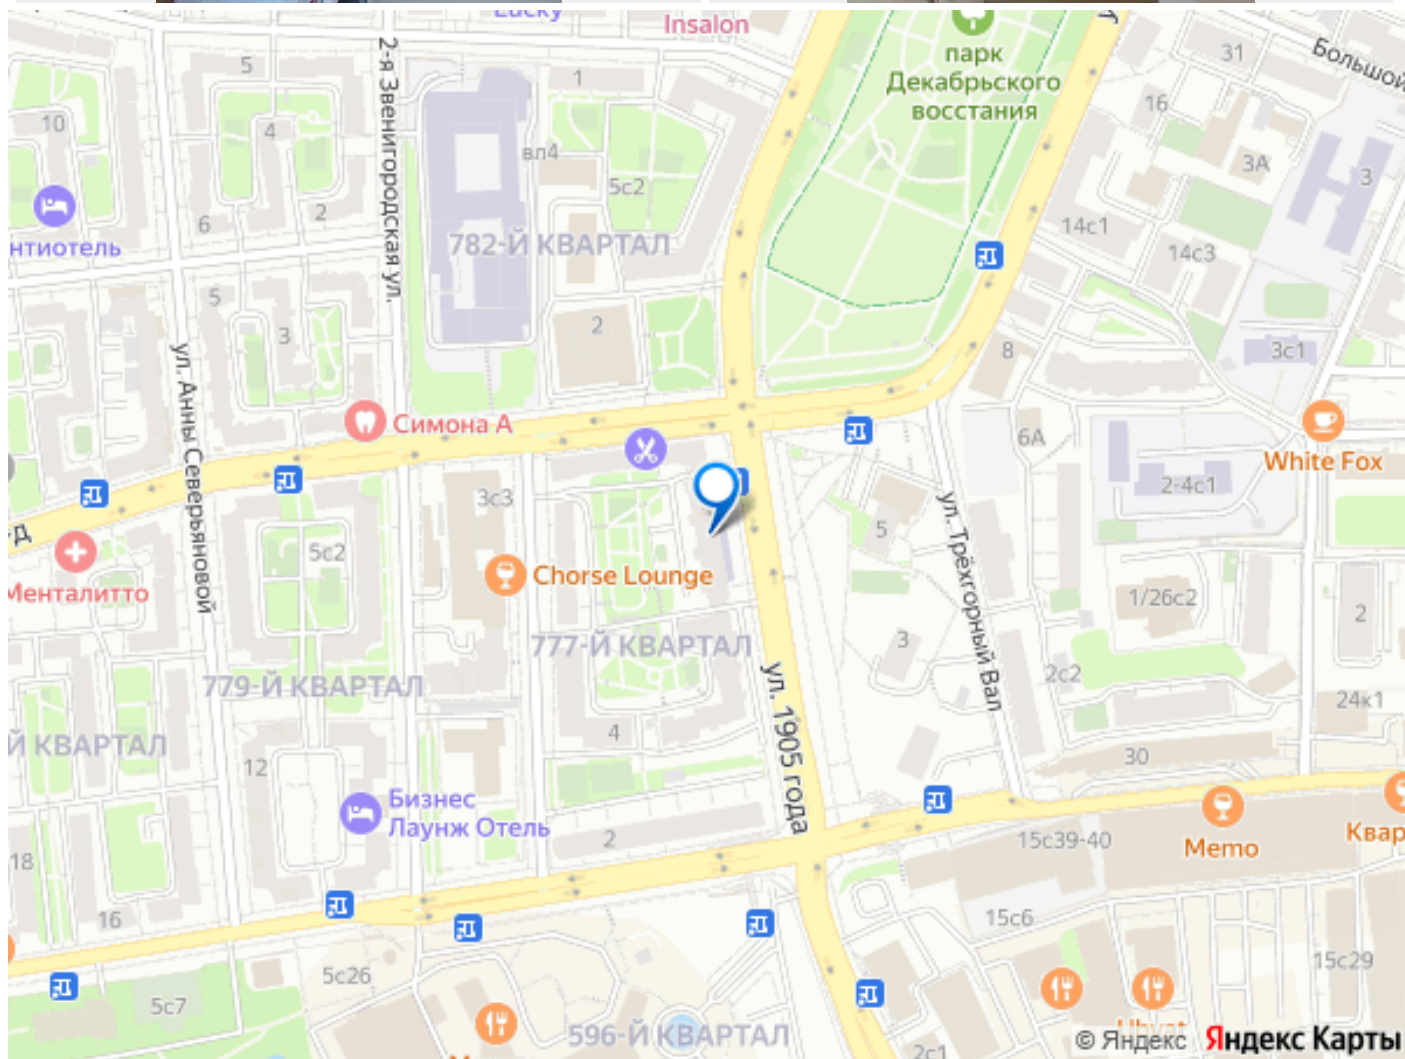 Lucky
Insalon
парк
Декабрьского
восстания
Большой
31
5
1
2-я Звенигородская ул.
10
4
16
вл4
3А
3
5с2
6
2
14с1
нтиотель
782-Й КВАРТАЛ
14с3
5
3
2
3с1
8
ул. Анны Северьяновой
Симона А
6А
White Fox
3с3
2-4с1
5
5с2
ул. Трёхгорный Вал
Менталитто
Chorse Lounge
1/26с2
2
777-Й КВАРТАЛ
3
779-Й КВАРТАЛ
2с2
ул. 1905 года
24к1
Й КВАРТАЛ
4
12
30
Бизнес
Лаунж Отель
2
15с39-40
Memo
Квар
18
16
15с6
5с26
15с29
5с7
596-Й КВАРТАЛ
2с1
© Яндекс Яндекс Карты